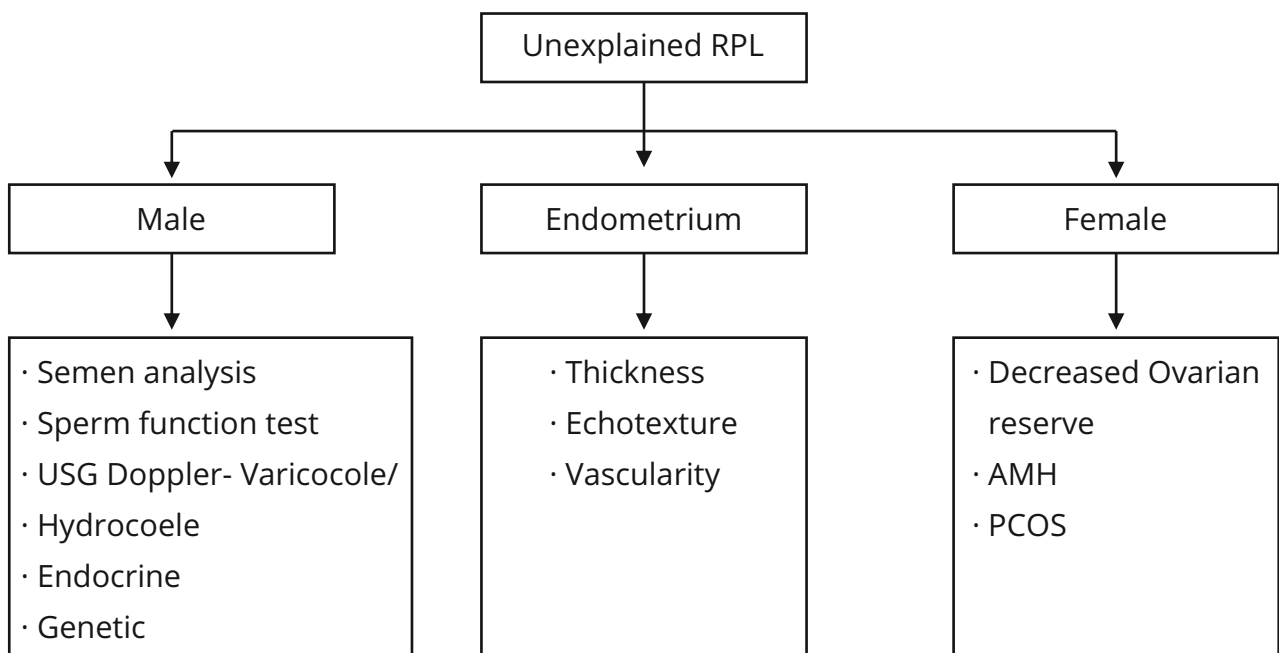 Unexplained RPL
Male
Endometrium
Female
· Semen analysis
· Sperm function test
· USG Doppler- Varicocole/
· Hydrocoele
· Endocrine
· Genetic
· Thickness
· Echotexture
· Vascularity
· Decreased Ovarian
reserve
· AMH
· PCOS